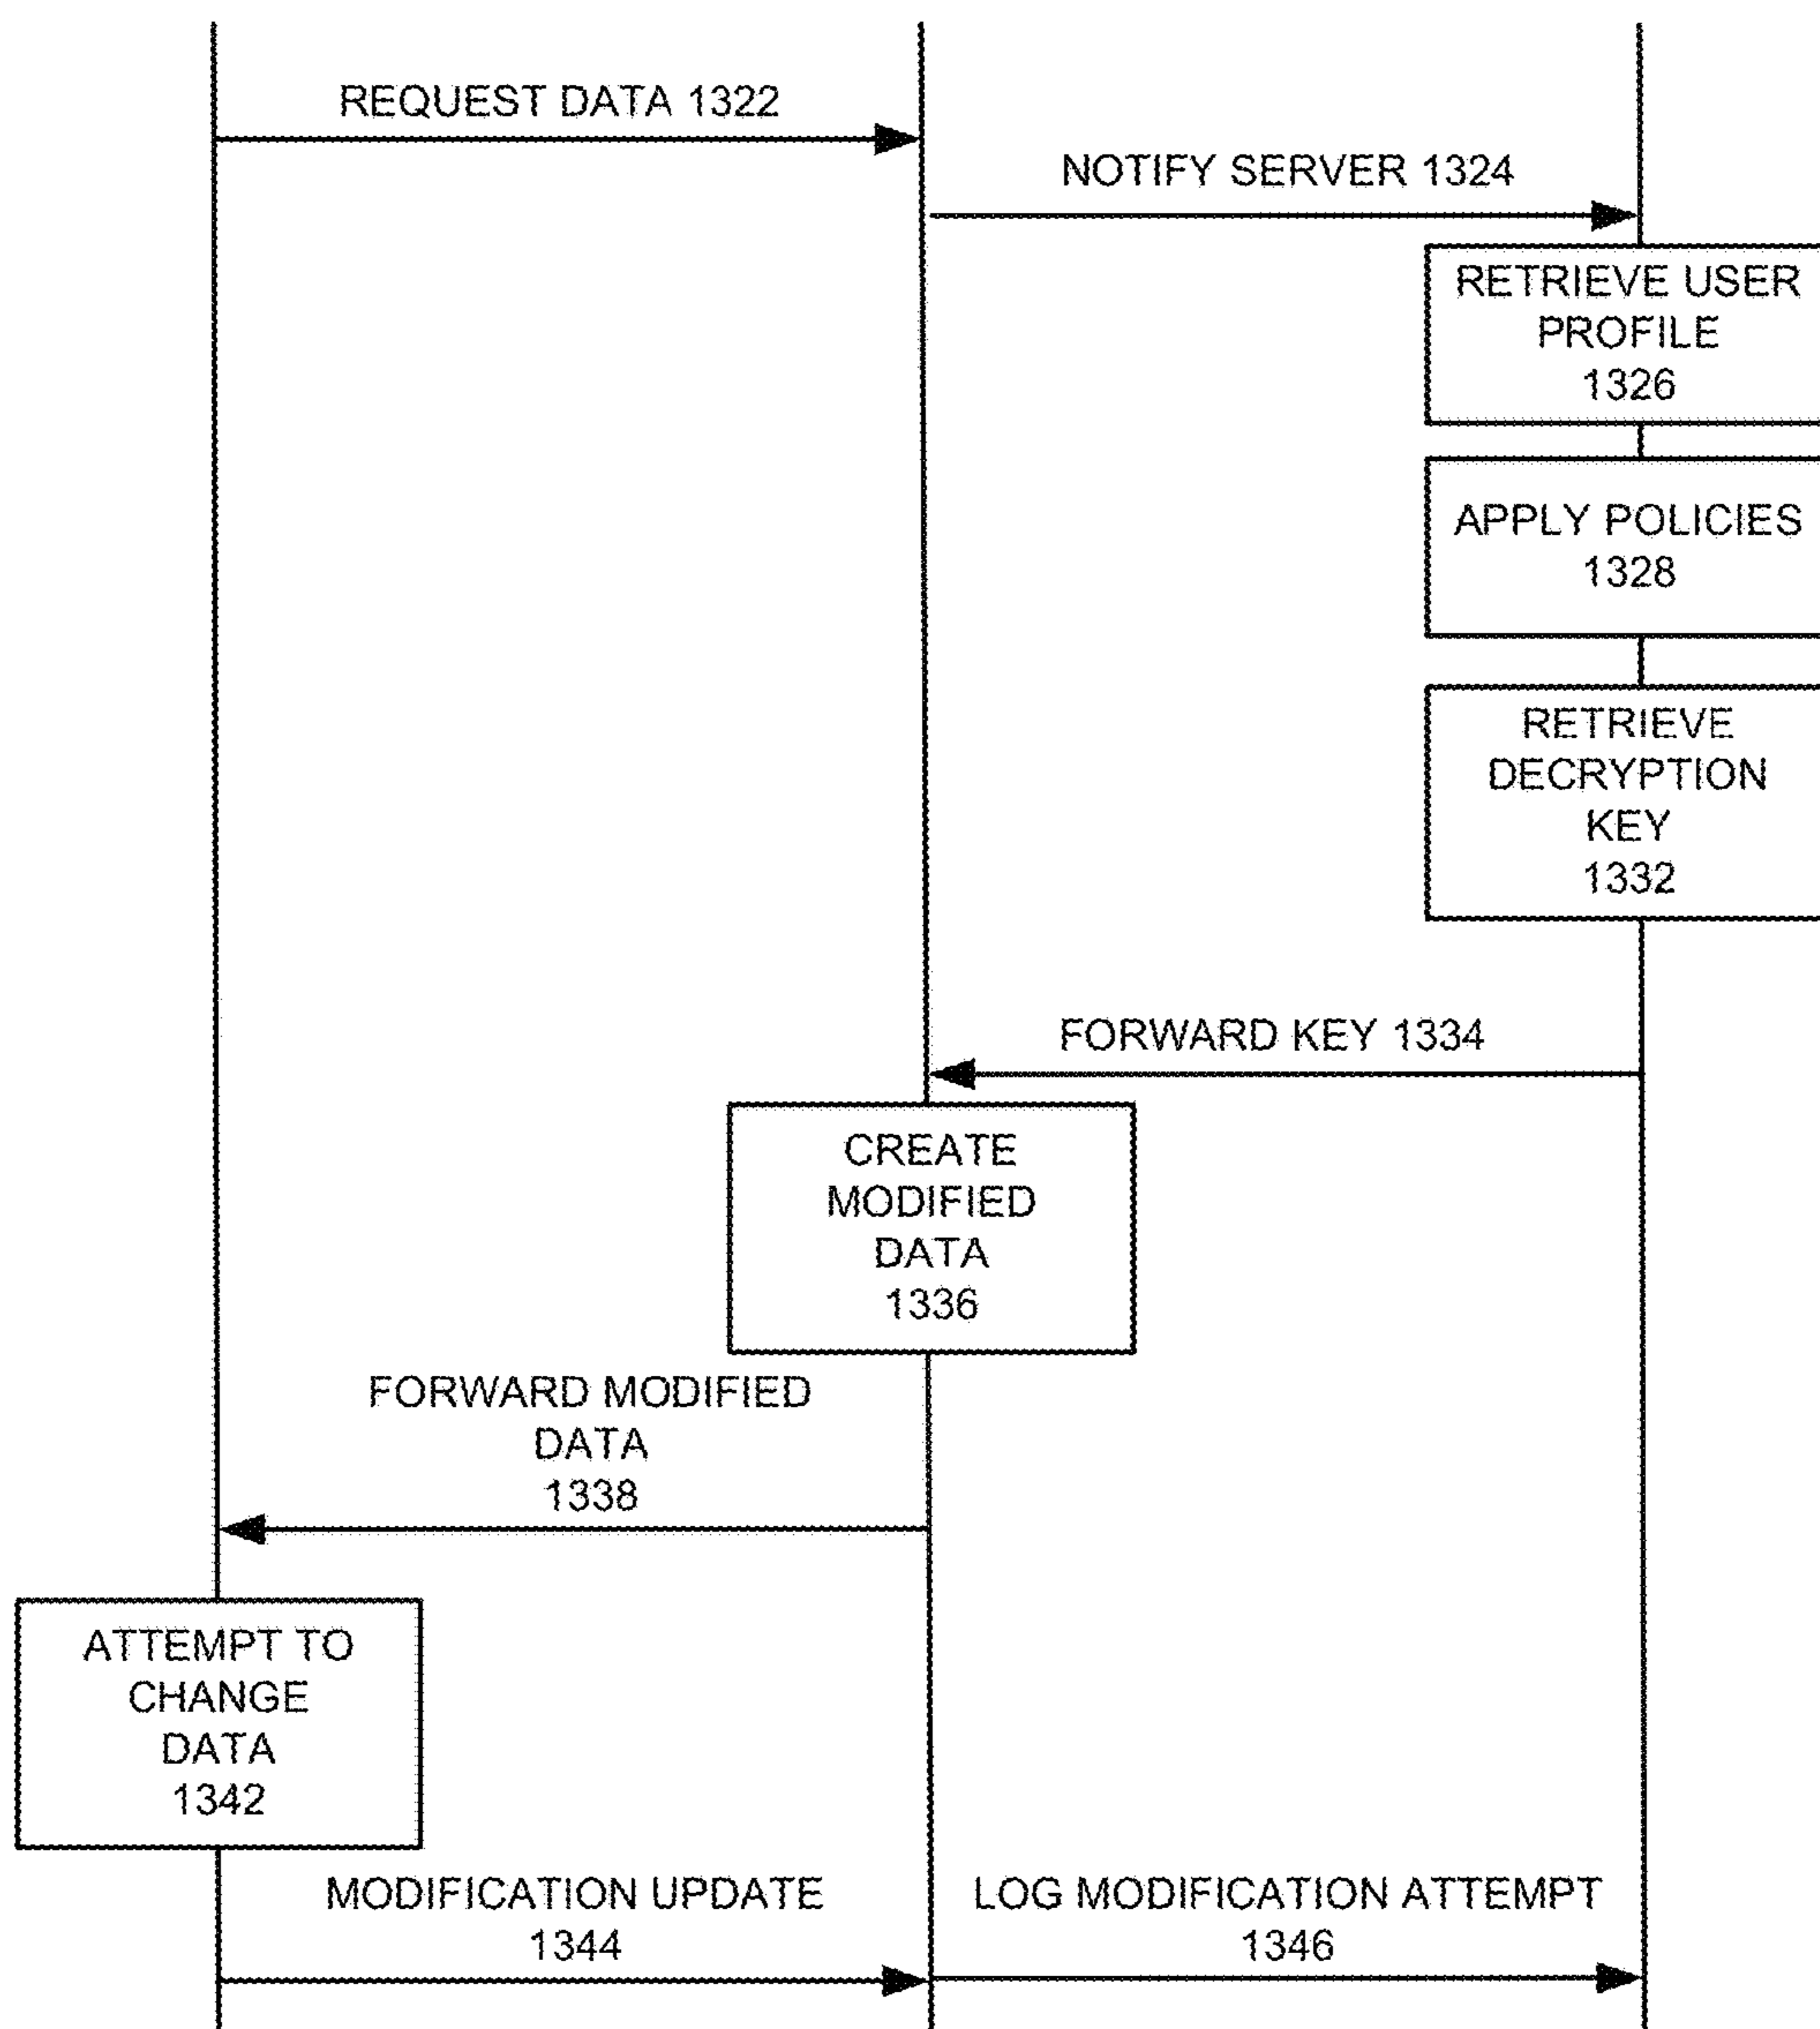 REQUEST DATA 1322
NOTIFY SERVER 1324
RETRIEVE USER
PROFILE
1326
APPLY POLICIES
1328
RETRIEVE
DECRYPTION
KEY
1332
FORWARD KEY 1334
CREATE
MODIFIED
DATA
1336
FORWARD MODIFIED
DATA
1338
ATTEMPT TO
CHANGE
DATA
1342
MODIFICATION UPDATE
1344
LOG MODIFICATION ATTEMPT
1346